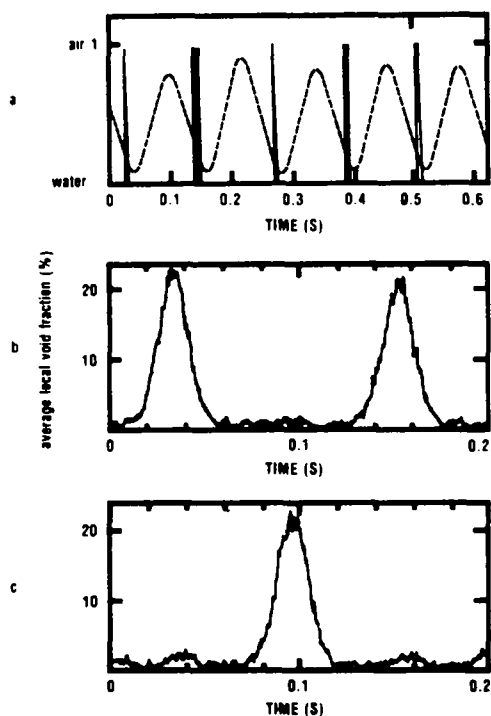 air 1
a
water
0 0.1 0.2 0.3 0.4 0.5 0.6
TIME (S)
average local void fraction (%)
20
b
10
0 0.1 0.2
TIME (S)
20
c
10
0 0.1 0.2
TIME (S)